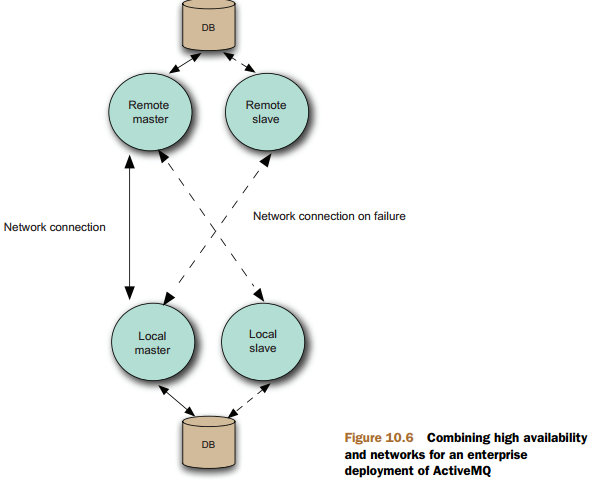 DB
Remote
master
Remote
slave
Network connection
Network connection on failure
Local
master
Local
slave
DB
Figure 10.6 Combining high availability
and networks for an enterprise
deployment of ActiveMQ